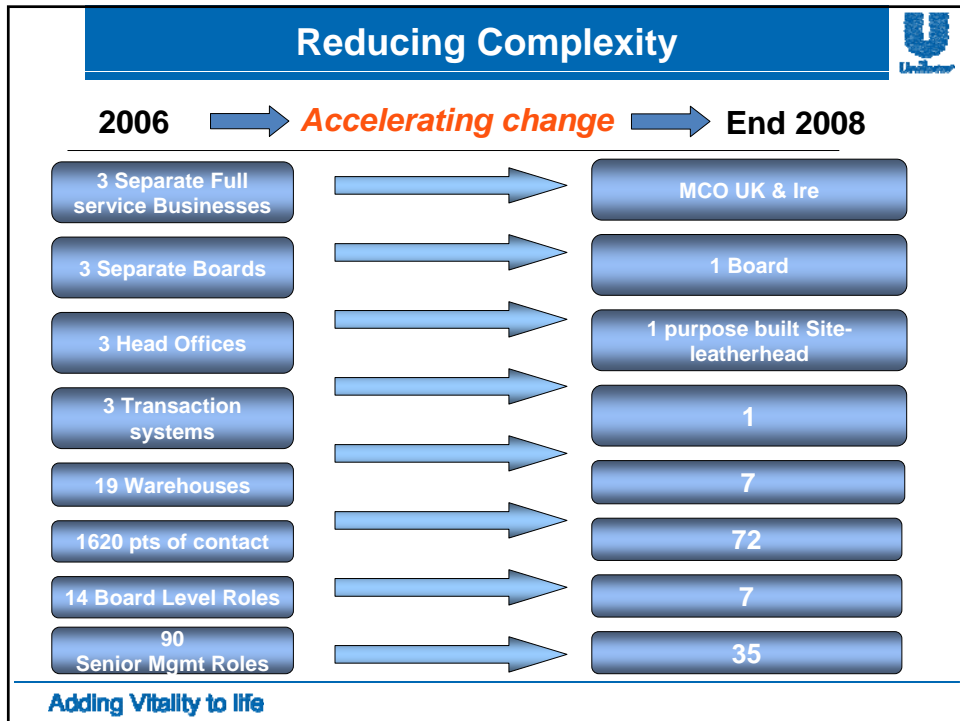 Reducing Complexity
Unilever
2006 Accelerating change End 2008
3 Separate Full
service Businesses
MCO UK & Ire
3 Separate Boards
1 Board
3 Head Offices
1 purpose built Site-
leatherhead
3 Transaction
systems
1
19 Warehouses
7
1620 pts of contact
72
14 Board Level Roles
7
90
Senior Mgmt Roles
35
Adding Vitality to life